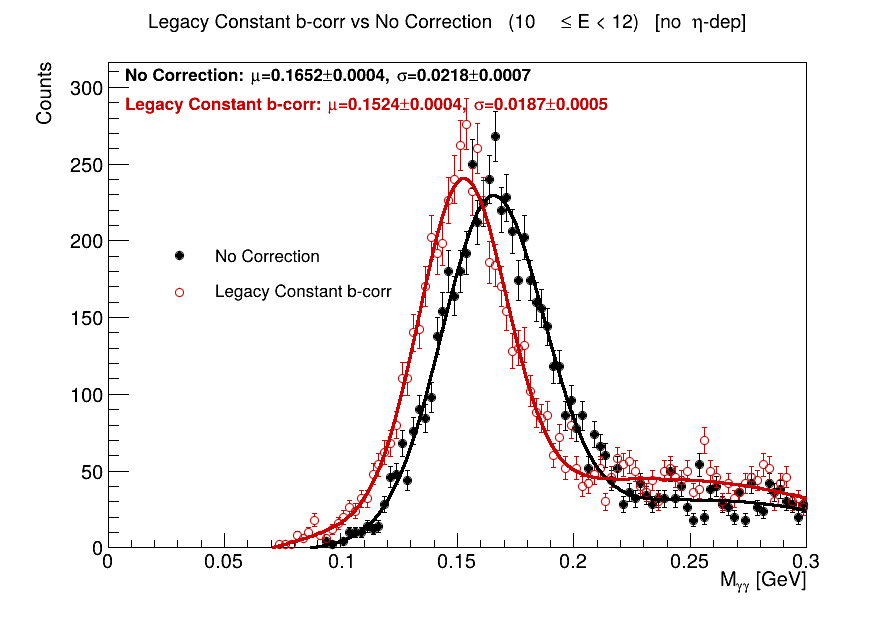 Legacy Constant b-corr vs No Correction (10 ≤ E < 12) [no η-dep]
Counts
No Correction: μ=0.1652±0.0004, σ=0.0218±0.0007
Legacy Constant b-corr: μ=0.1524±0.0004, σ=0.0187±0.0005
300
250
200
150
100
50
0
No Correction
Legacy Constant b-corr
0 0.05 0.1 0.15 0.2 0.25 0.3
Mγγ [GeV]